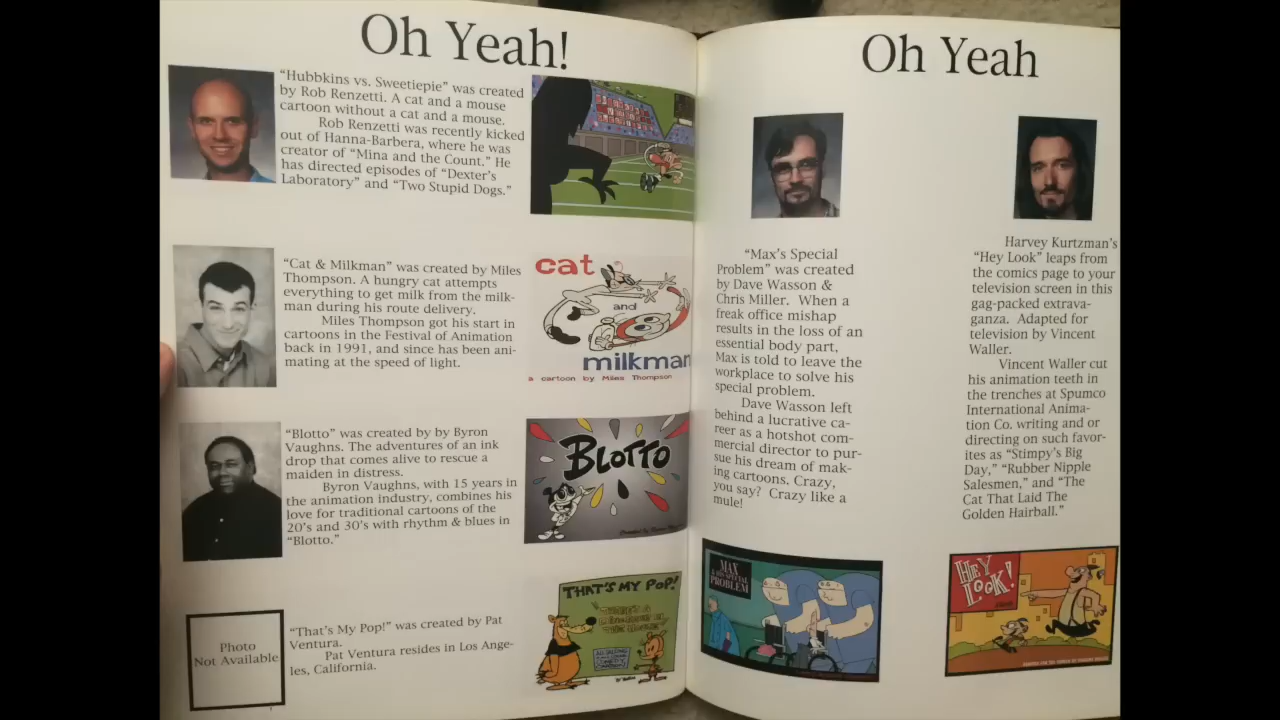 Oh Yeah!
"Hubbkins vs. Sweetiepie" was created
by Rob Renzetti. A cat and a mouse
cartoon without a cat and a mouse.
Rob Renzetti was recently kicked
out of Hanna-Barbera, where he was
creator of "Mina and the Count." He
has directed episodes of "Dexter's
Laboratory" and "Two Stupid Dogs."
"Cat & Milkman" was created by Miles
Thompson. A hungry cat attempts
everything to get milk from the milk-
man during his route delivery.
Miles Thompson got his start in
cartoons in the Festival of Animation
back in 1991, and since has been ani-
mating at the speed of light.
cat
and
milkman
a cartoon by Miles Thompson
"Blotto" was created by by Byron
Vaughns. The adventures of an ink
drop that comes alive to rescue a
maiden in distress.
Byron Vaughns, with 15 years in
the animation industry, combines his
love for traditional cartoons of the
20's and 30's with rhythm & blues in
"Blotto."
BLOTTO
Photo
Not Available
"That's My Pop!" was created by Pat
Ventura.
Pat Ventura resides in Los Ange-
les, California.
THAT'S MY POP!
Oh Yeah
"Max's Special
Problem" was created
by Dave Wasson &
Chris Miller. When a
freak office mishap
results in the loss of an
essential body part,
Max is told to leave the
workplace to solve his
special problem.
Dave Wasson left
behind a lucrative ca-
reer as a hotshot com-
mercial director to pur-
sue his dream of mak-
ing cartoons. Crazy,
you say? Crazy like a
mule!
MAX
& HIS SPECIAL
PROBLEM
Harvey Kurtzman's
"Hey Look" leaps from
the comics page to your
television screen in this
gag-packed extrava-
ganza. Adapted for
television by Vincent
Waller.
Vincent Waller cut
his animation teeth in
the trenches at Spumco
International Anima-
tion Co. writing and or
directing on such favor-
ites as "Stimpy's Big
Day," "Rubber Nipple
Salesmen," and "The
Cat That Laid The
Golden Hairball."
HEY
LOOK!